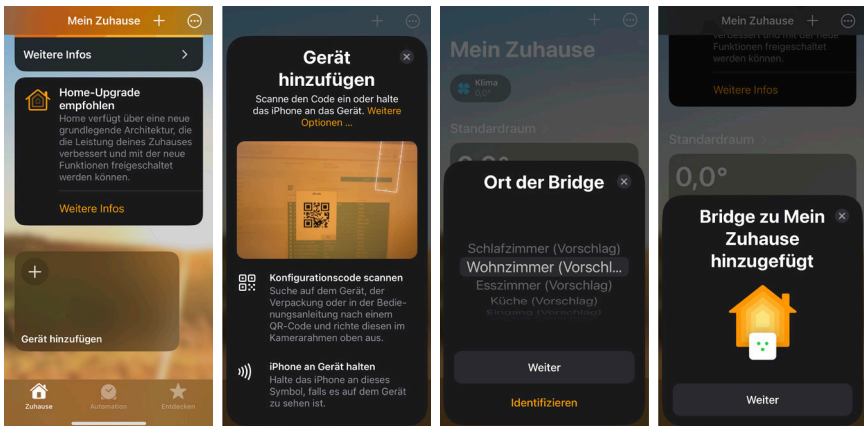 Mein Zuhause
Weitere Infos
Home-Upgrade
empfohlen
Home verfügt über eine neue
grundlegende Architektur, die
die Leistung deines Zuhauses
verbessert und mit der neue
Funktionen freigeschaltet
werden können.
Weitere Infos
Gerät hinzufügen
Zuhause
Automation
Entdecken
Gerät
hinzufügen
Scanne den Code ein oder halte
das iPhone an das Gerät. Weitere
Optionen ...
Konfigurationscode scannen
Suche auf dem Gerät, der
Verpackung oder in der Bedie-
nungsanleitung nach einem
QR-Code und richte diesen im
Kamerarahmen oben aus.
iPhone an Gerät halten
Halte das iPhone an dieses
Symbol, falls es auf dem Gerät
zu sehen ist.
Mein Zuhause
Klima
0,0°
Standardraum
0,0°
Ort der Bridge
Schlafzimmer (Vorschlag)
Wohnzimmer (Vorschl...
Esszimmer (Vorschlag)
Küche (Vorschlag)
Eingang (Vorschlag)
Weiter
Identifizieren
Mein Zuhause
verbessert und mit der neue
Funktionen freigeschaltet
werden können.
Weitere Infos
Standardraum
0,0°
Bridge zu Mein
Zuhause
hinzugefügt
Weiter